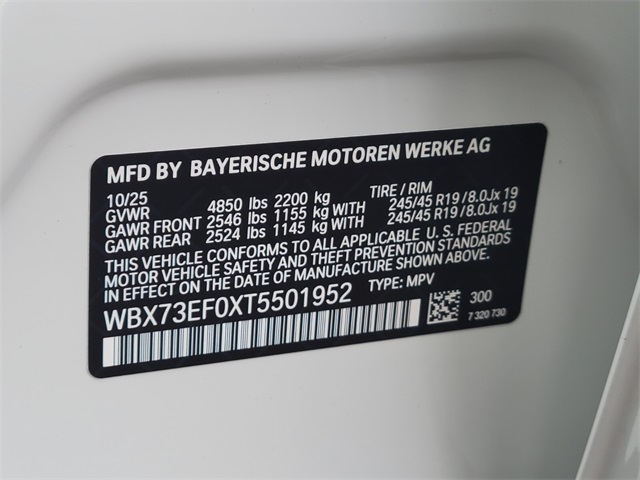 MFD BY BAYERISCHE MOTOREN WERKE AG
10/25 TIRE / RIM
GVWR 4850 lbs 2200 kg
GAWR FRONT 2546 lbs 1155 kg WITH 245/45 R19 / 8.0Jx 19
GAWR REAR 2524 lbs 1145 kg WITH 245/45 R19 / 8.0Jx 19
THIS VEHICLE CONFORMS TO ALL APPLICABLE U. S. FEDERAL
MOTOR VEHICLE SAFETY AND THEFT PREVENTION STANDARDS
IN EFFECT ON THE DATE OF MANUFACTURE SHOWN ABOVE.
WBX73EF0XT5501952 TYPE: MPV
300
7 320 730